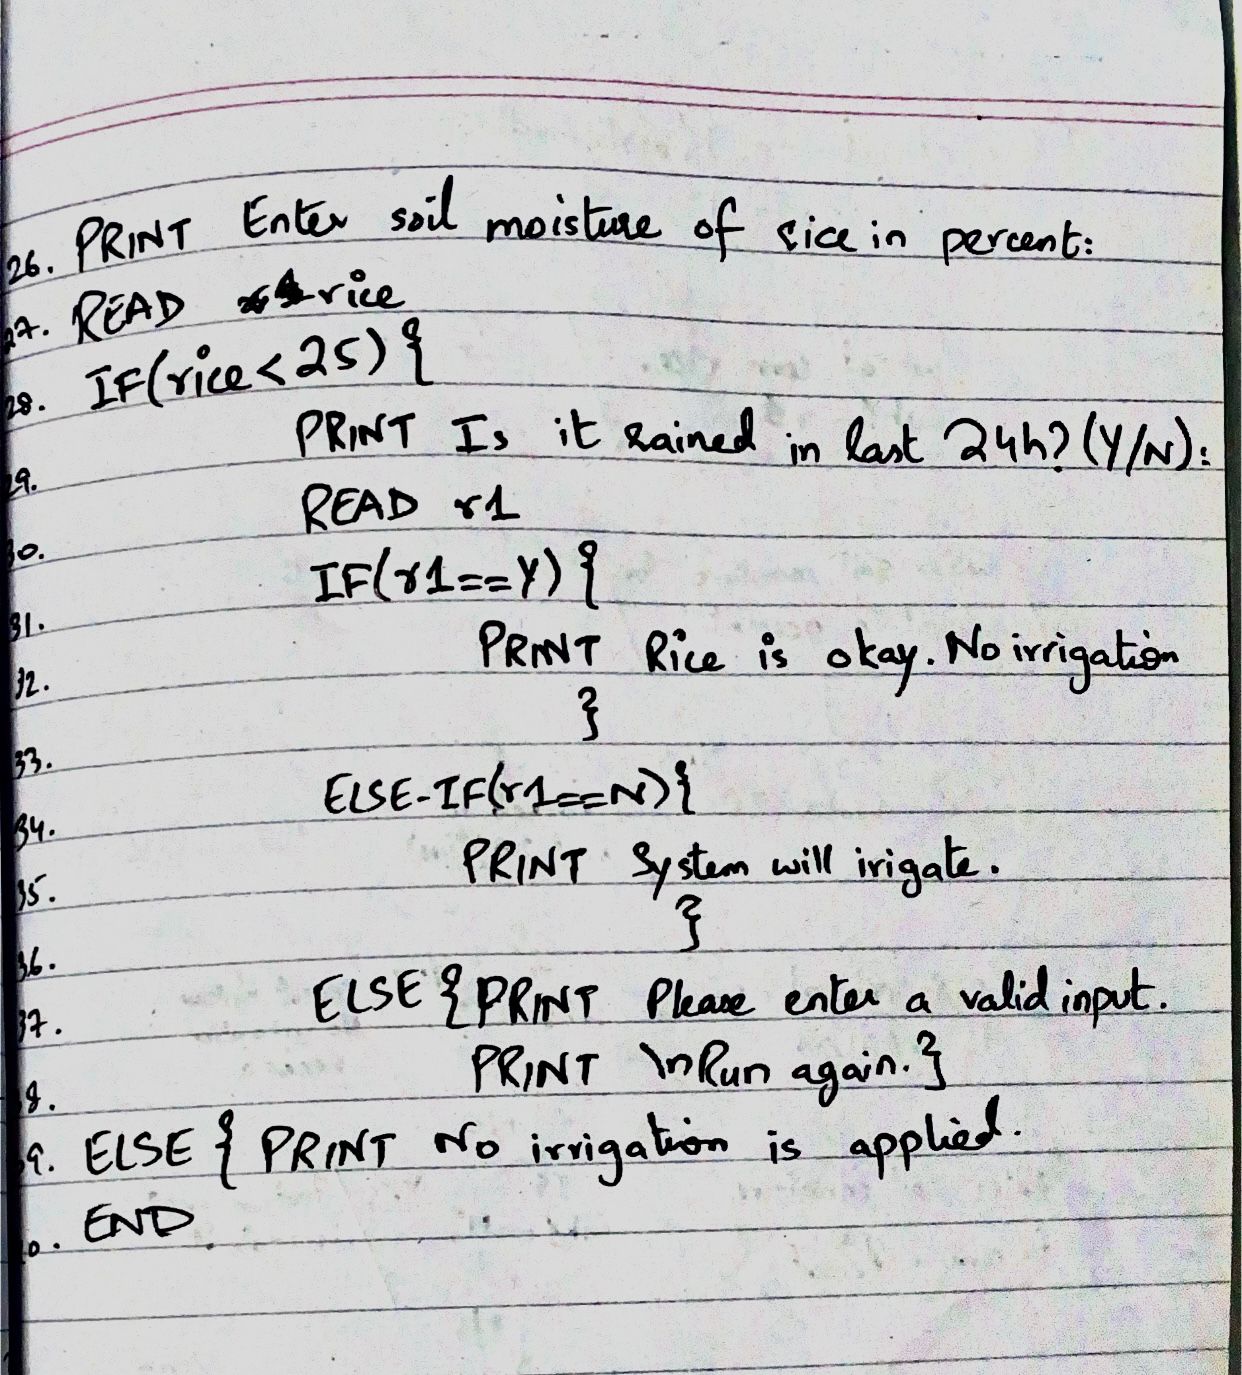 26. PRINT Enter soil moisture of rice in percent:
27. READ rice
28. IF(rice<25){
29. PRINT Is it rained in last 24h? (Y/N):
30. READ r1
31. IF(r1==Y){
32. PRINT Rice is okay. No irrigation
33. }
34. ELSE-IF(r1==N){
35. PRINT System will irigate.
36. }
37. ELSE{PRINT Please enter a valid input.
8. PRINT \nRun again.}
9. ELSE{ PRINT No irrigation is applied.
0. END